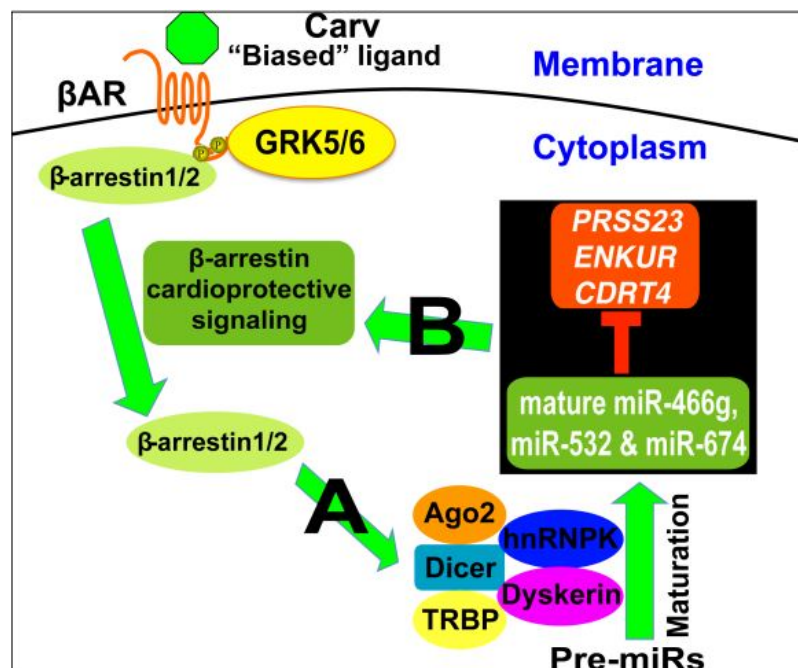 Carv
“Biased” ligand
βAR
Membrane
Cytoplasm
P
P
GRK5/6
β-arrestin1/2
β-arrestin
cardioprotective
signaling
B
PRSS23
ENKUR
CDRT4
mature miR-466g,
miR-532 & miR-674
β-arrestin1/2
A
Ago2
hnRNPK
Dicer
Dyskerin
TRBP
Maturation
Pre-miRs